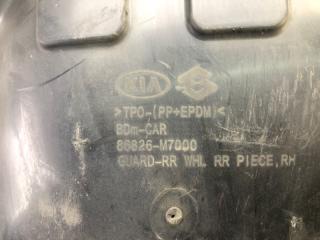 KIA
>TPO-(PP+EPDM)<
BDm-CAR
86826-M7000
GUARD-RR WHL RR PIECE,RH